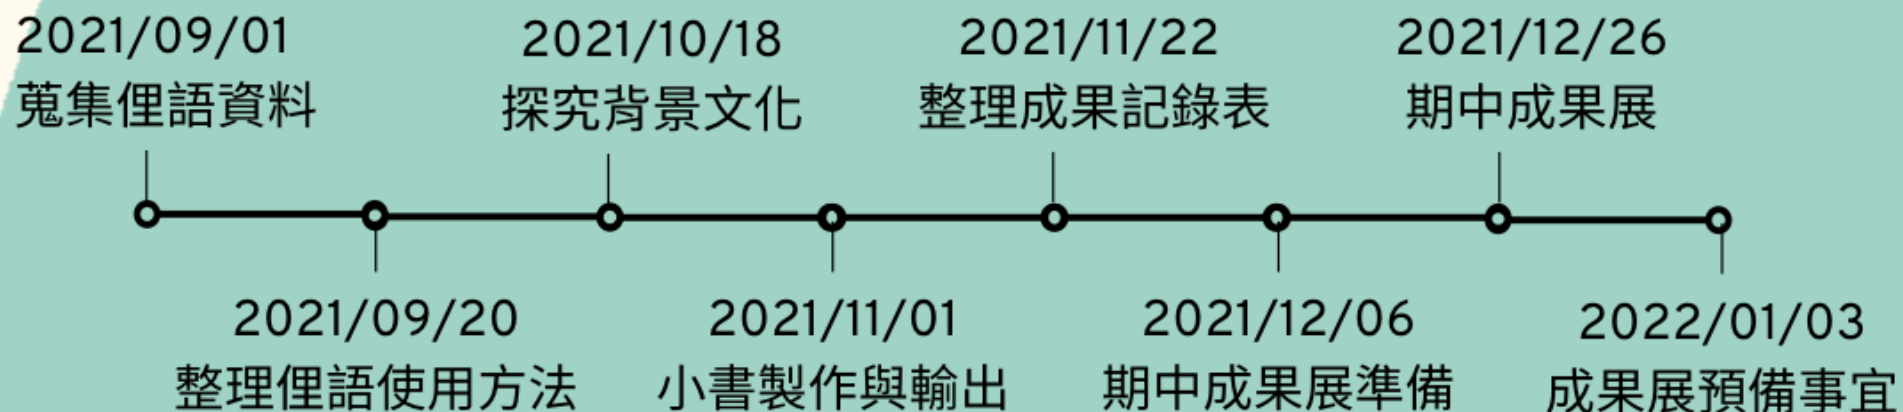 2021/09/01
蒐集俚語資料
2021/09/20
整理俚語使用方法
2021/10/18
探究背景文化
2021/11/01
小書製作與輸出
2021/11/22
整理成果記錄表
2021/12/06
期中成果展準備
2021/12/26
期中成果展
2022/01/03
成果展預備事宜